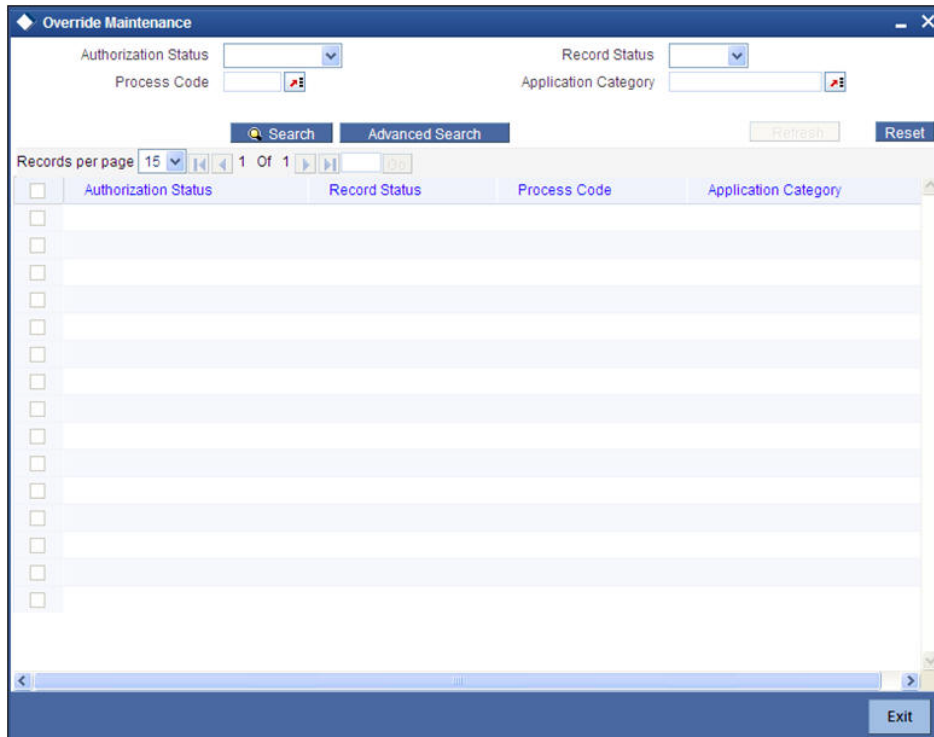 Override Maintenance
Authorization Status Record Status
Process Code Application Category
Search Advanced Search Refresh Reset
Records per page 15 1 Of 1 Go
Authorization Status Record Status Process Code Application Category
Exit